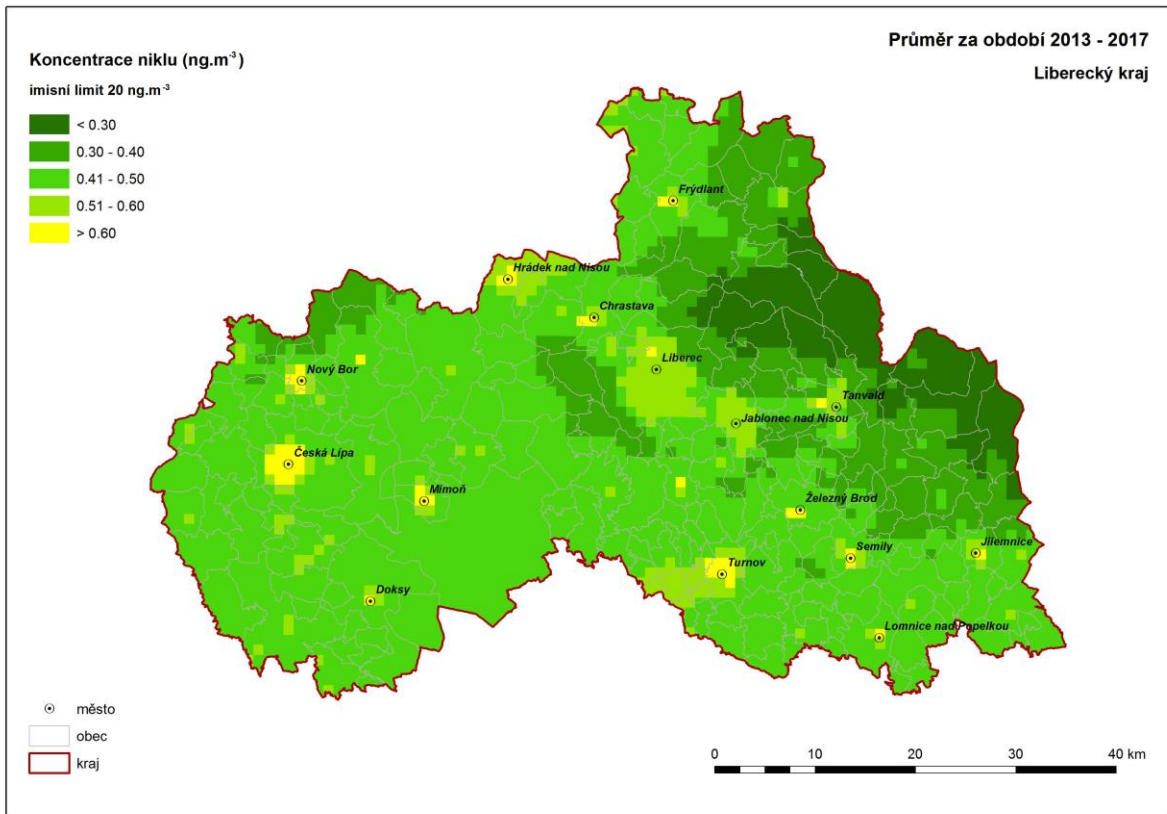 Koncentrace niklu (ng.m⁻³)
imisní limit 20 ng.m⁻³
< 0.30
0.30 - 0.40
0.41 - 0.50
0.51 - 0.60
> 0.60
Průměr za období 2013 - 2017
Liberecký kraj
Frýdlant
Hrádek nad Nisou
Chrastava
Liberec
Nový Bor
Tanvald
Jablonec nad Nisou
Česká Lípa
Mimoň
Železný Brod
Semily
Jilemnice
Turnov
Doksy
Lomnice nad Popelkou
město
obec
kraj
0 10 20 30 40 km